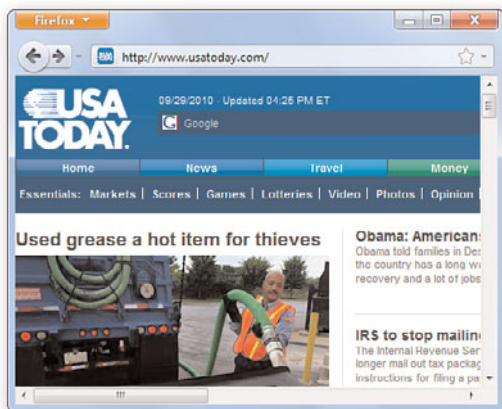 Firefox
http://www.usatoday.com/
USA
TODAY.
09/29/2010 - Updated 04:25 PM ET
Google
Home News Travel Money
Essentials: Markets | Scores | Games | Lotteries | Video | Photos | Opinion |
Used grease a hot item for thieves
Obama: American
Obama told families in Des
the country has a long wa
recovery and a lot of jobs
IRS to stop mailing
The Internal Revenue Ser
longer mail out tax packag
instructions for filing a pa